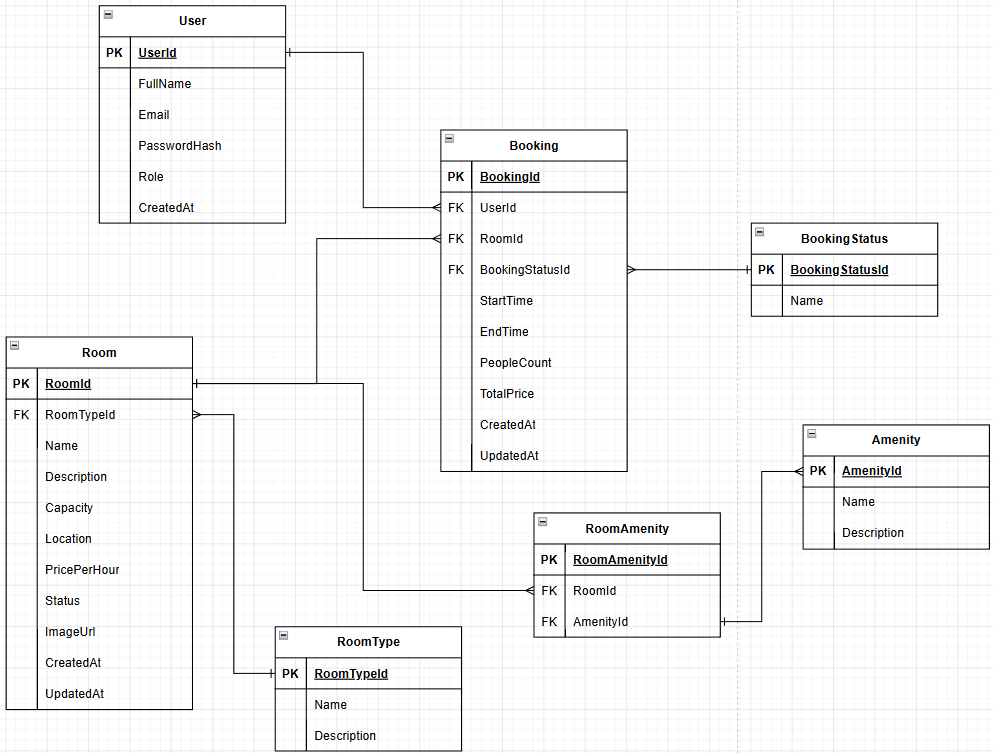 User
PK UserId
FullName
Email
PasswordHash
Role
CreatedAt
Booking
PK BookingId
FK UserId
FK RoomId
FK BookingStatusId
StartTime
EndTime
PeopleCount
TotalPrice
CreatedAt
UpdatedAt
BookingStatus
PK BookingStatusId
Name
Room
PK RoomId
FK RoomTypeId
Name
Description
Capacity
Location
PricePerHour
Status
ImageUrl
CreatedAt
UpdatedAt
Amenity
PK AmenityId
Name
Description
RoomAmenity
PK RoomAmenityId
FK RoomId
FK AmenityId
RoomType
PK RoomTypeId
Name
Description